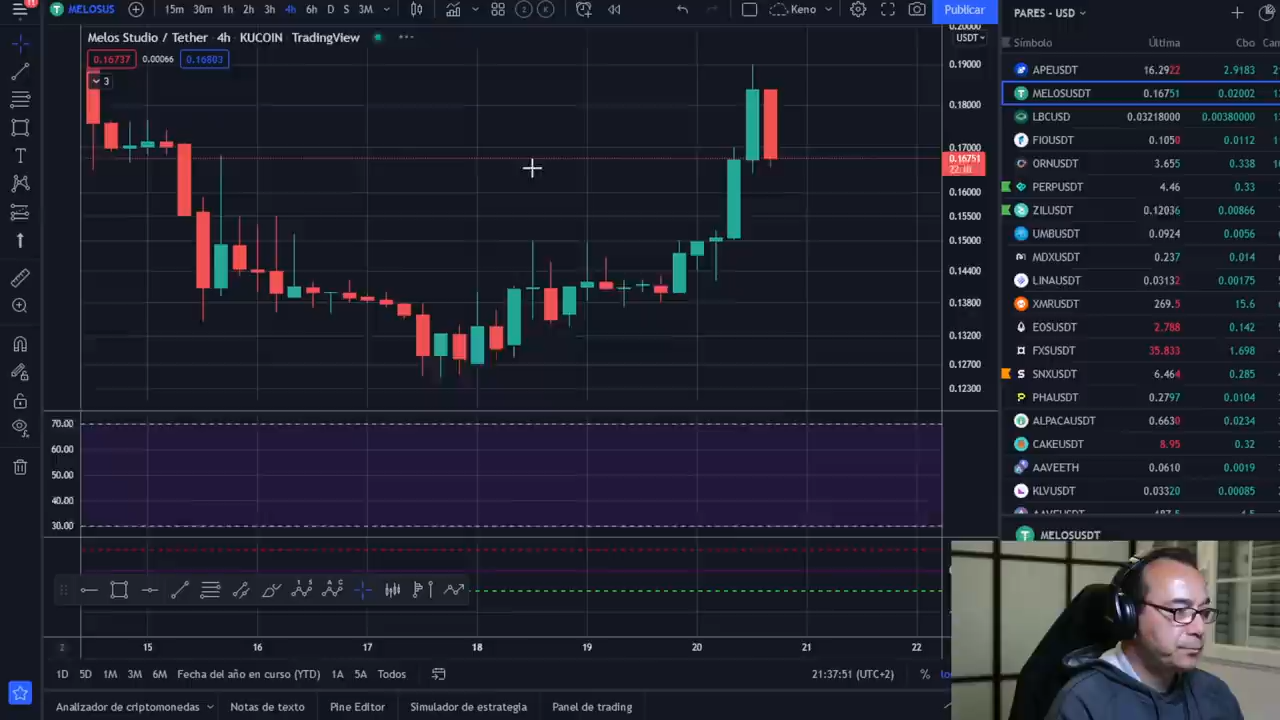 11
MELOSUS
15m 30m 1h 2h 3h 4h 6h D S 3M
Keno
Publicar
PARES - USD
Melos Studio / Tether 4h KUCOIN TradingView
0.16737 0.00066 0.16803
3
USDT
0.20000
0.19000
0.18000
0.17000
0.16751
22:10
0.16000
0.15500
0.15000
0.14400
0.13800
0.13200
0.12700
0.12300
70.00
60.00
50.00
40.00
30.00
15 16 17 18 19 20 21 22
1D 5D 1M 3M 6M Fecha del año en curso (YTD) 1A 5A Todos
21:37:51 (UTC+2) % lo
Analizador de criptomonedas Notas de texto Pine Editor Simulador de estrategia Panel de trading
Símbolo Última Cbo Ca
APEUSDT 16.2922 2.9183
MELOSUSDT 0.16751 0.02002
LBCUSD 0.03218000 0.00380000
FIOUSDT 0.1050 0.0112
ORNUSDT 3.655 0.338
PERPUSDT 4.46 0.33
ZILUSDT 0.12036 0.00866
UMBUSDT 0.0924 0.0056
MDXUSDT 0.237 0.014
LINAUSDT 0.03132 0.00175
XMRUSDT 269.5 15.6
EOSUSDT 2.788 0.142
FXSUSDT 35.833 1.698
SNXUSDT 6.464 0.285
PHAUSDT 0.2797 0.0104
ALPACAUSDT 0.6630 0.0234
CAKEUSDT 8.95 0.32
AAVEETH 0.0610 0.0019
KLVUSDT 0.03320 0.00085
MELOSUSDT